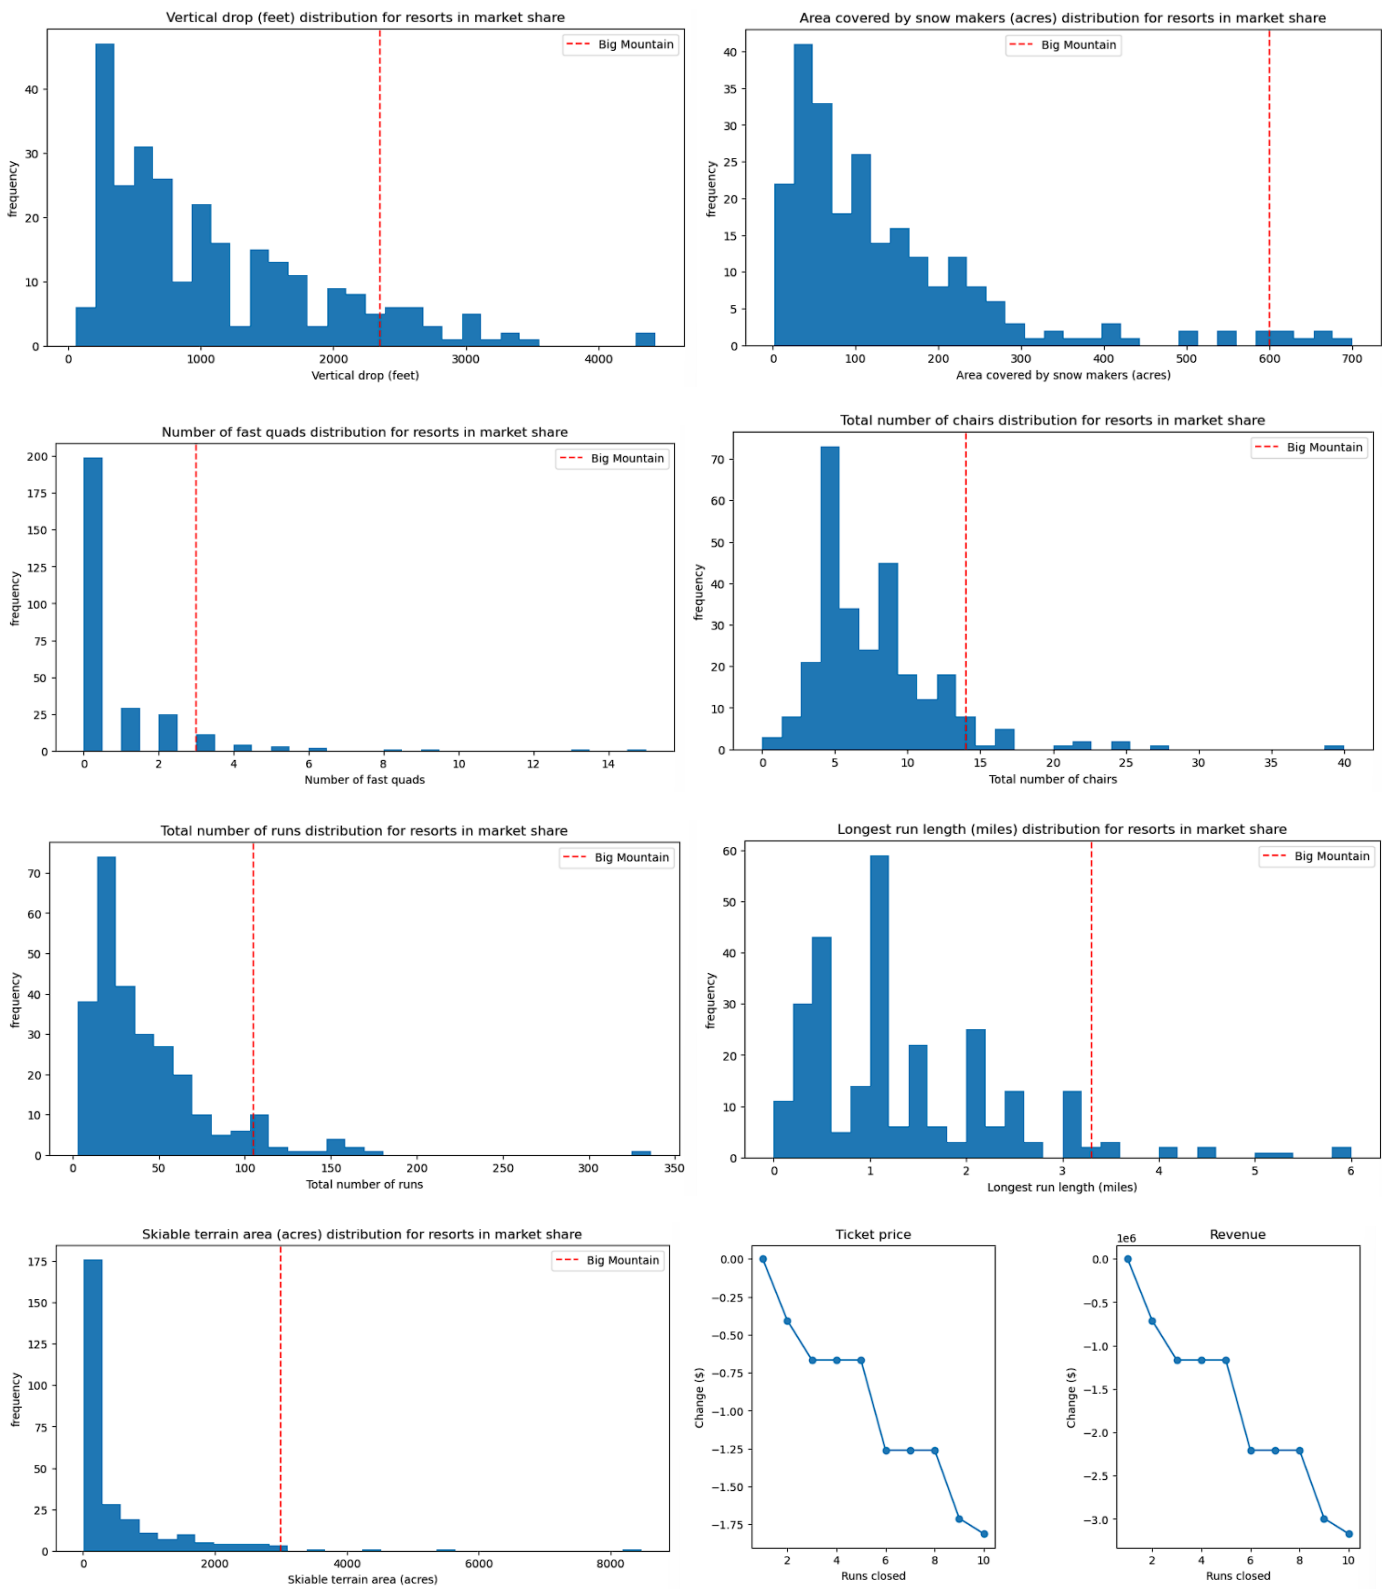 Vertical drop (feet) distribution for resorts in market share
Big Mountain
frequency
40
30
20
10
0
0 1000 2000 3000 4000
Vertical drop (feet)
Area covered by snow makers (acres) distribution for resorts in market share
Big Mountain
frequency
40
35
30
25
20
15
10
5
0
0 100 200 300 400 500 600 700
Area covered by snow makers (acres)
Number of fast quads distribution for resorts in market share
Big Mountain
frequency
200
175
150
125
100
75
50
25
0
0 2 4 6 8 10 12 14
Number of fast quads
Total number of chairs distribution for resorts in market share
Big Mountain
frequency
70
60
50
40
30
20
10
0
0 5 10 15 20 25 30 35 40
Total number of chairs
Total number of runs distribution for resorts in market share
Big Mountain
frequency
70
60
50
40
30
20
10
0
0 50 100 150 200 250 300 350
Total number of runs
Longest run length (miles) distribution for resorts in market share
Big Mountain
frequency
60
50
40
30
20
10
0
0 1 2 3 4 5 6
Longest run length (miles)
Skiable terrain area (acres) distribution for resorts in market share
Big Mountain
frequency
175
150
125
100
75
50
25
0
0 2000 4000 6000 8000
Skiable terrain area (acres)
Ticket price
Change ($)
0.00
−0.25
−0.50
−0.75
−1.00
−1.25
−1.50
−1.75
2 4 6 8 10
Runs closed
Revenue
1e6
Change ($)
0.0
−0.5
−1.0
−1.5
−2.0
−2.5
−3.0
2 4 6 8 10
Runs closed